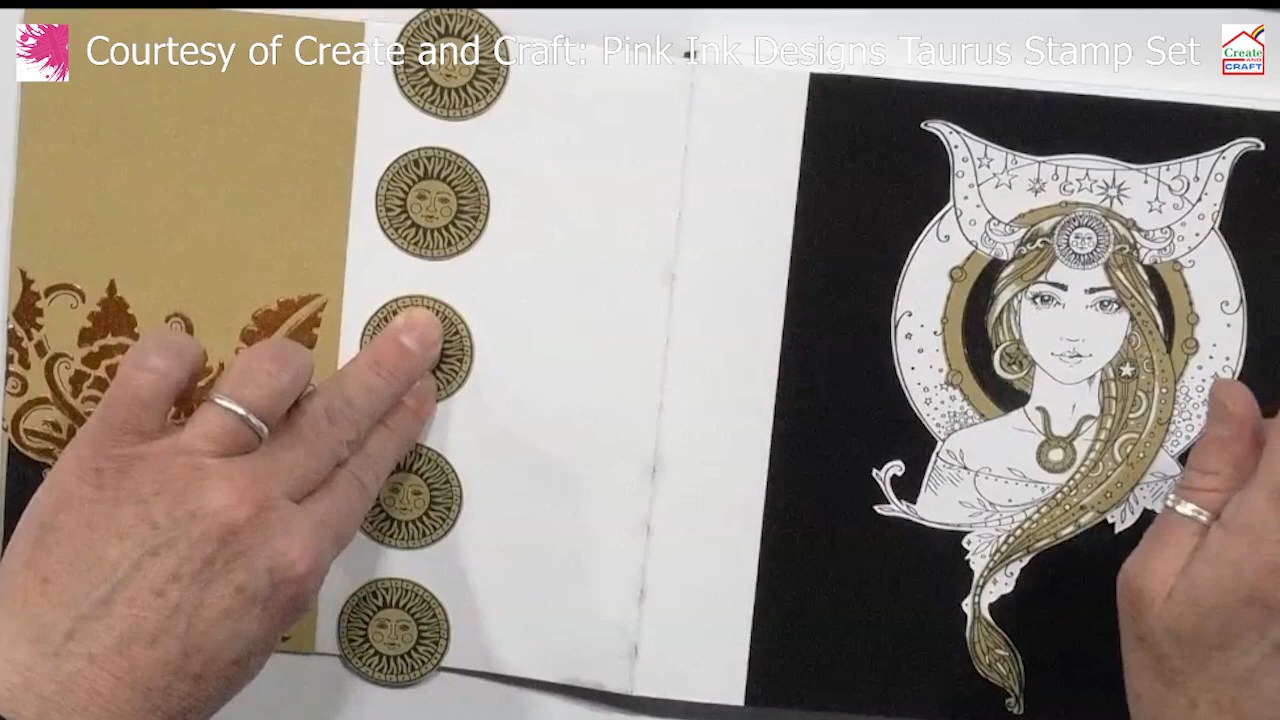 Courtesy of Create and Craft: Pink Ink Designs Taurus Stamp Set
Create
AND
CRAFT